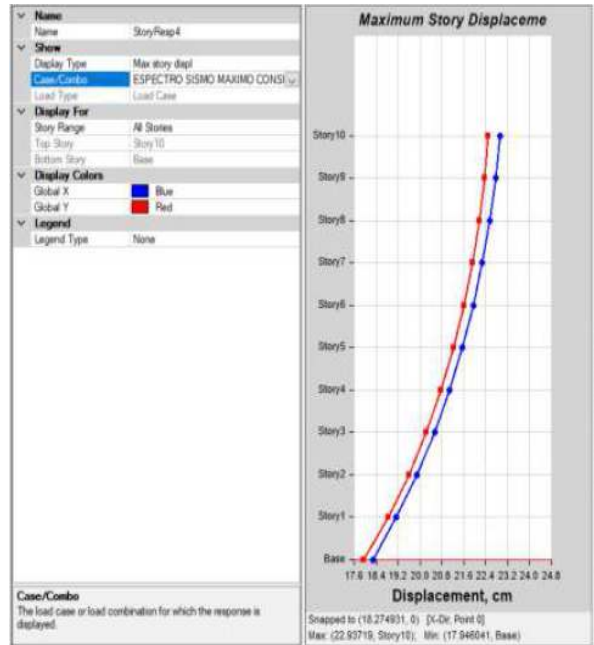 Name
Name StoryResp4
Show
Display Type Max story displ
Case/Combo ESPECTRO SISMO MAXIMO CONSI
Load Type Load Case
Display For
Story Range All Stories
Top Story Story10
Bottom Story Base
Display Colors
Global X Blue
Global Y Red
Legend
Legend Type None
Case/Combo
The load case or load combination for which the response is
displayed.
Maximum Story Displaceme
Story10
Story9
Story8
Story7
Story6
Story5
Story4
Story3
Story2
Story1
Base
17.6 18.4 19.2 20.0 20.8 21.6 22.4 23.2 24.0 24.8
Displacement, cm
Snapped to (18.274931, 0) [X-Dir, Point 0]
Max: (22.93719, Story10); Min: (17.946041, Base)